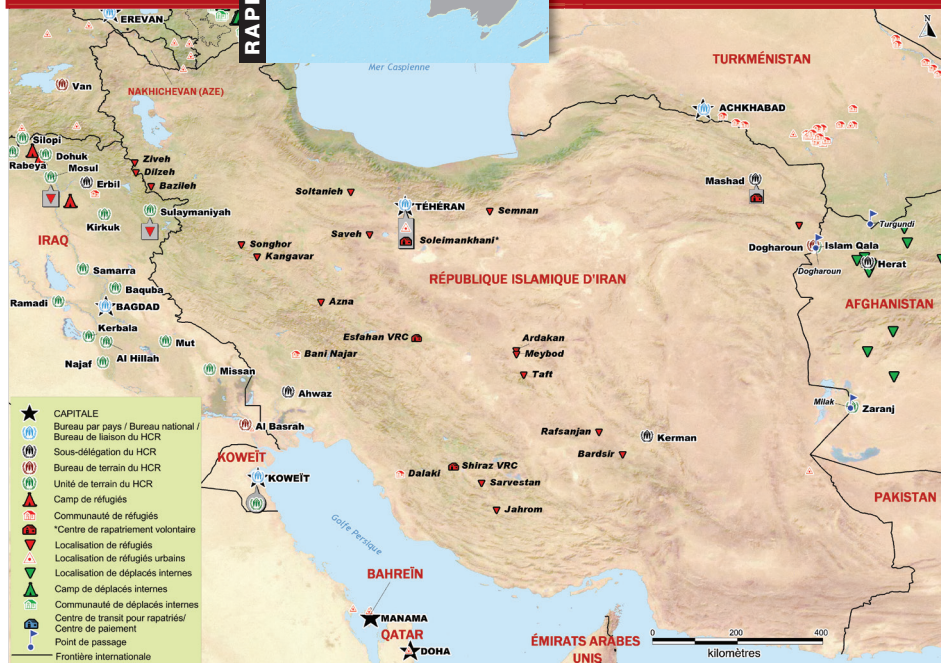 RAPI
EREVAN
Mer Caspienne
TURKMÉNISTAN
N
Van
NAKHICHEVAN (AZE)
ACHKHABAD
Silopi
Rabeya
Dohuk
Mosul
Ziveh
Dilzeh
Bazileh
Erbil
Soltanieh
TÉHÉRAN
Semnan
Mashad
Sulaymaniyah
Kirkuk
Turgundi
IRAQ
Songhor
Kangavar
Saveh
Soleimankhani*
Dogharoun
Islam Qala
Dogharoun
Herat
Samarra
RÉPUBLIQUE ISLAMIQUE D'IRAN
Baquba
Ramadi
BAGDAD
Azna
AFGHANISTAN
Kerbala
Mut
Esfahan VRC
Ardakan
Meybod
Najaf
Al Hillah
Bani Najar
Missan
Taft
Ahwaz
Milak
Zaranj
Al Basrah
Rafsanjan
Kerman
Bardsir
KOWEÏT
KOWEÏT
Dalaki
Shiraz VRC
Sarvestan
Jahrom
PAKISTAN
Golfe Persique
BAHREÏN
MANAMA
QATAR
DOHA
ÉMIRATS ARABES
UNIS
0 200 400
kilomètres
CAPITALE
Bureau par pays / Bureau national /
Bureau de liaison du HCR
Sous-délégation du HCR
Bureau de terrain du HCR
Unité de terrain du HCR
Camp de réfugiés
Communauté de réfugiés
*Centre de rapatriement volontaire
Localisation de réfugiés
Localisation de réfugiés urbains
Localisation de déplacés internes
Camp de déplacés internes
Communauté de déplacés internes
Centre de transit pour rapatriés/
Centre de paiement
Point de passage
Frontière internationale